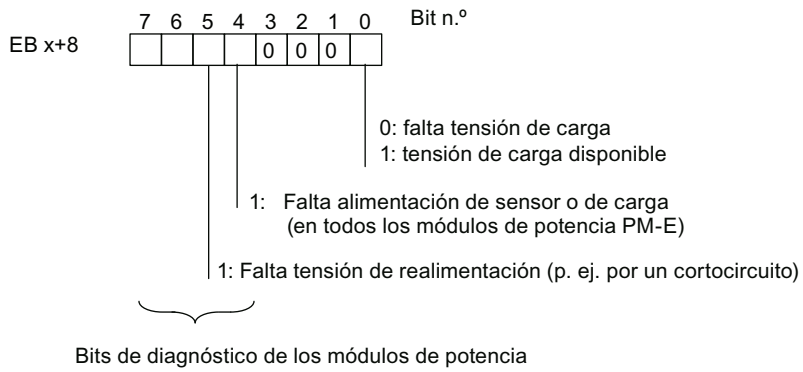 7 6 5 4 3 2 1 0 Bit n.º
EB x+8 0 0 0
0: falta tensión de carga
1: tensión de carga disponible
1: Falta alimentación de sensor o de carga
(en todos los módulos de potencia PM-E)
1: Falta tensión de realimentación (p. ej. por un cortocircuito)
Bits de diagnóstico de los módulos de potencia